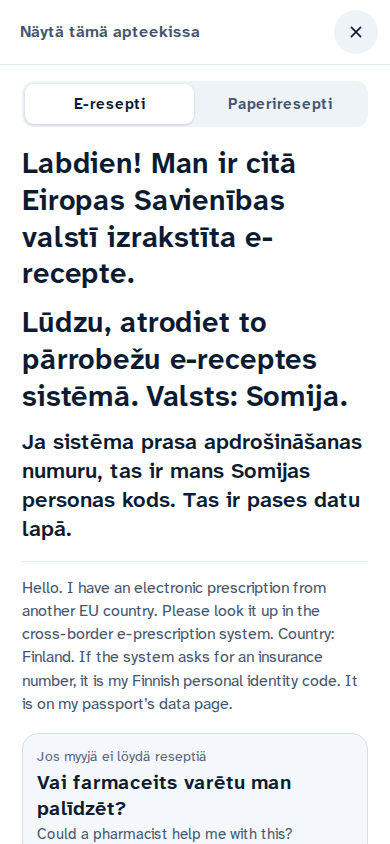 Näytä tämä apteekissa
E-resepti
Paperiresepti
Labdien! Man ir citā
Eiropas Savienības
valstī izrakstīta e-
recepte.
Lūdzu, atrodiet to
pārrobežu e-receptes
sistēmā. Valsts: Somija.
Ja sistēma prasa apdrošināšanas
numuru, tas ir mans Somijas
personas kods. Tas ir pases datu
lapā.
Hello. I have an electronic prescription from
another EU country. Please look it up in the
cross-border e-prescription system. Country:
Finland. If the system asks for an insurance
number, it is my Finnish personal identity code. It
is on my passport's data page.
Jos myyjä ei löydä reseptiä
Vai farmaceits varētu man
palīdzēt?
Could a pharmacist help me with this?